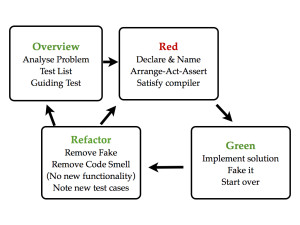 Overview
Analyse Problem
Test List
Guiding Test
Red
Declare & Name
Arrange-Act-Assert
Satisfy compiler
Green
Implement solution
Fake it
Start over
Refactor
Remove Fake
Remove Code Smell
(No new functionality)
Note new test cases